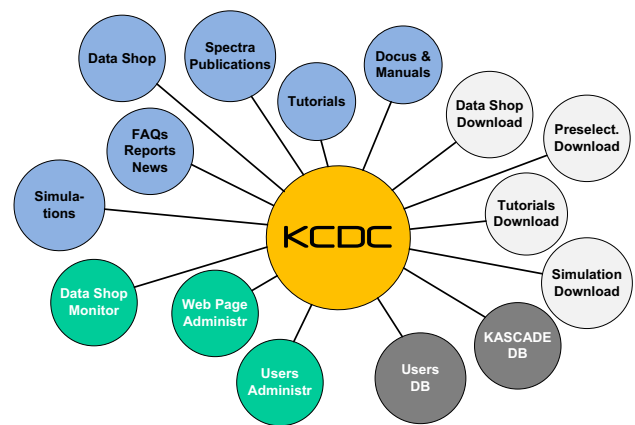 Spectra
Publications
Docus &
Manuals
Data Shop
Tutorials
Data Shop
Download
Preselect.
Download
FAQs
Reports
News
Simula-
tions
Tutorials
Download
KCDC
Simulation
Download
Data Shop
Monitor
Web Page
Administr
KASCADE
DB
Users
Administr
Users
DB